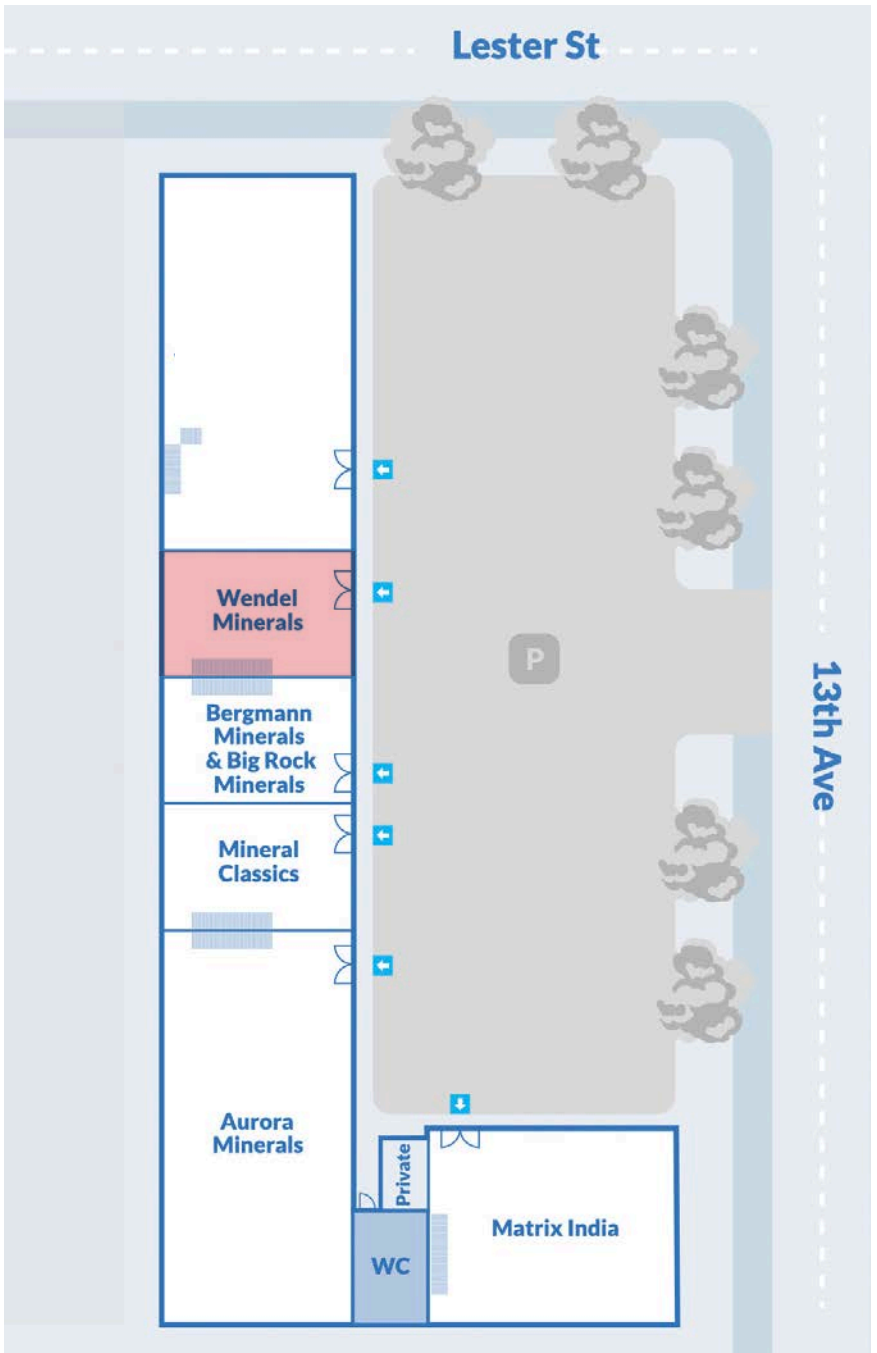 Lester St
Wendel
Minerals
P
Bergmann
Minerals
& Big Rock
Minerals
13th Ave
Mineral
Classics
Aurora
Minerals
Private
Matrix India
WC